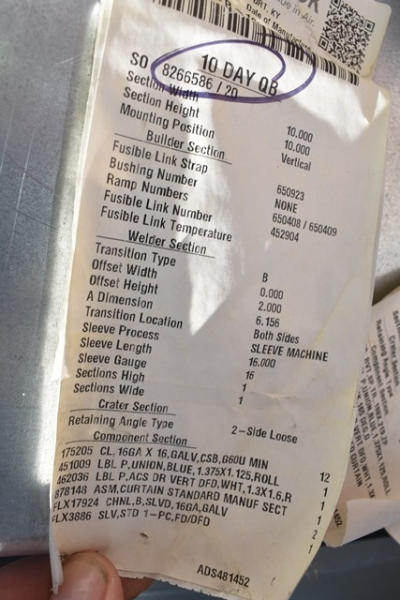 Date of Manufact
10 DAY QB
SO 8266586 / 20
Section Width 10.000
Section Height 10.000
Mounting Position Vertical
Builder Section
Fusible Link Strap 650923
Bushing Number NONE
Ramp Numbers 650408 / 650409
Fusible Link Number 452904
Fusible Link Temperature
Welder Section
Transition Type B
Offset Width 0.000
Offset Height 2.000
A Dimension 6.156
Transition Location Both Sides
Sleeve Process SLEEVE MACHINE
Sleeve Length 16.000
Sleeve Gauge 16
Sections High 1
Sections Wide 1
Crater Section
Retaining Angle Type 2-Side Loose
Component Section
175205 CL, 16GA X 16,GALV,CSB,G60U MIN 12
451009 LBL P,UNION,BLUE,1.375X1.125,ROLL 1
462036 LBL P,ACS DR VERT DFD,WHT,1.3X1.6,R 1
878148 ASM,CURTAIN STANDARD MANUF SECT 1
FLX17924 CHNL,B,SLVD,16GA,GALV 2
FLX3886 SLV,STD 1-PC,FD/DFD 1
ADS481452